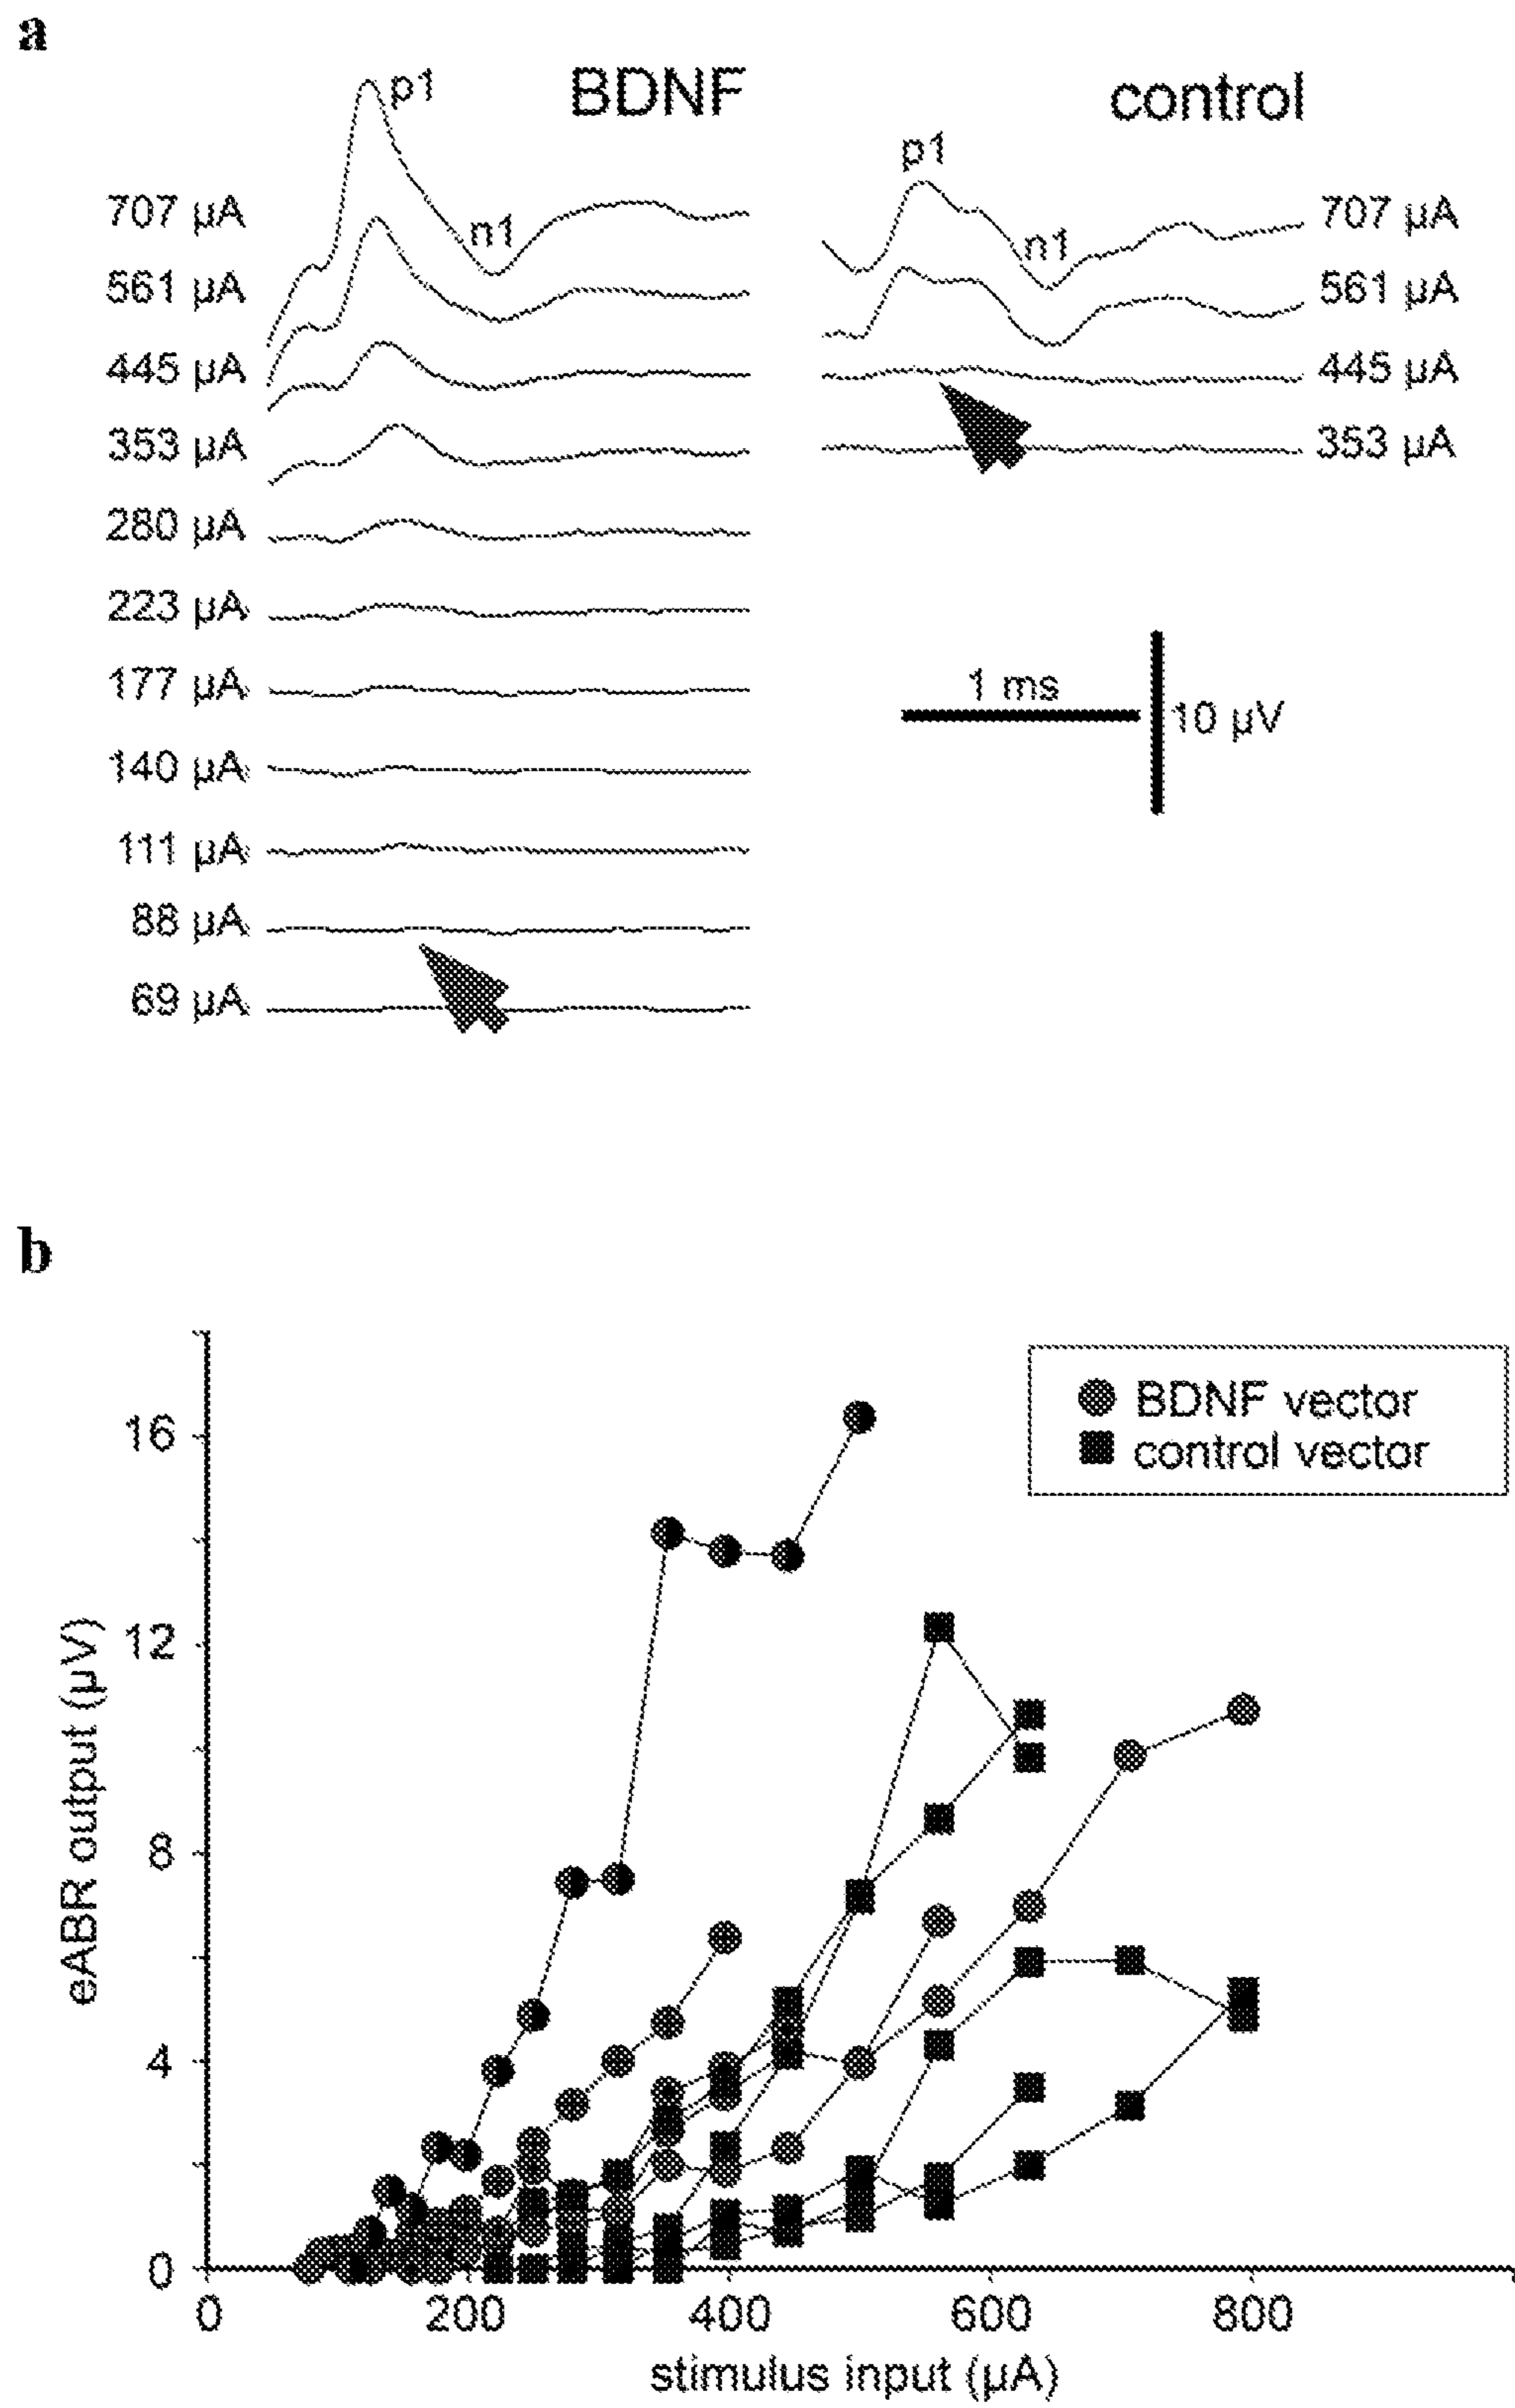 a
BDNF
control
p1
n1
p1
n1
707 µA
561 µA
445 µA
353 µA
280 µA
223 µA
177 µA
140 µA
111 µA
88 µA
69 µA
707 µA
561 µA
445 µA
353 µA
1 ms
10 µV
b
BDNF vector
control vector
eABR output (µV)
16
12
8
4
0
0 200 400 600 800
stimulus input (µA)